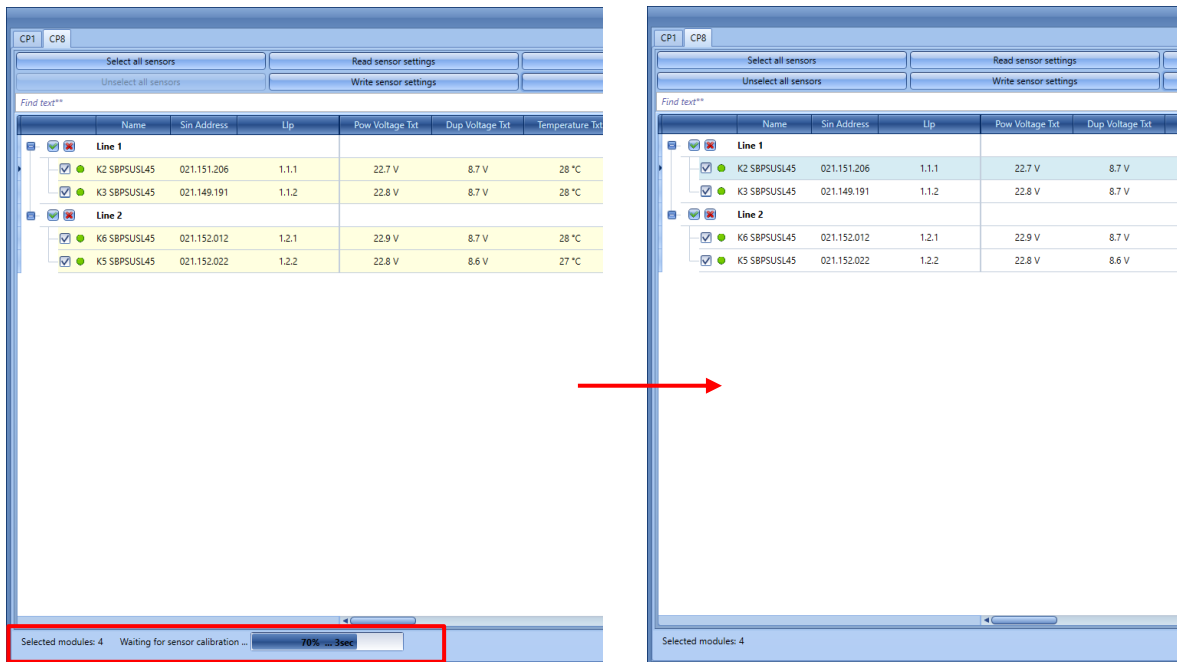 CP1 CP8
Select all sensors Read sensor settings
Unselect all sensors Write sensor settings
Find text**
Name Sin Address Llp Pow Voltage Txt Dup Voltage Txt Temperature Txt
Line 1
K2 SBPSUSL45 021.151.206 1.1.1 22.7 V 8.7 V 28 °C
K3 SBPSUSL45 021.149.191 1.1.2 22.8 V 8.7 V 28 °C
Line 2
K6 SBPSUSL45 021.152.012 1.2.1 22.9 V 8.7 V 28 °C
K5 SBPSUSL45 021.152.022 1.2.2 22.8 V 8.6 V 27 °C
Selected modules: 4 Waiting for sensor calibration ... 70% ... 3sec
CP1 CP8
Select all sensors Read sensor settings
Unselect all sensors Write sensor settings
Find text**
Name Sin Address Llp Pow Voltage Txt Dup Voltage Txt
Line 1
K2 SBPSUSL45 021.151.206 1.1.1 22.7 V 8.7 V
K3 SBPSUSL45 021.149.191 1.1.2 22.8 V 8.7 V
Line 2
K6 SBPSUSL45 021.152.012 1.2.1 22.9 V 8.7 V
K5 SBPSUSL45 021.152.022 1.2.2 22.8 V 8.6 V
Selected modules: 4